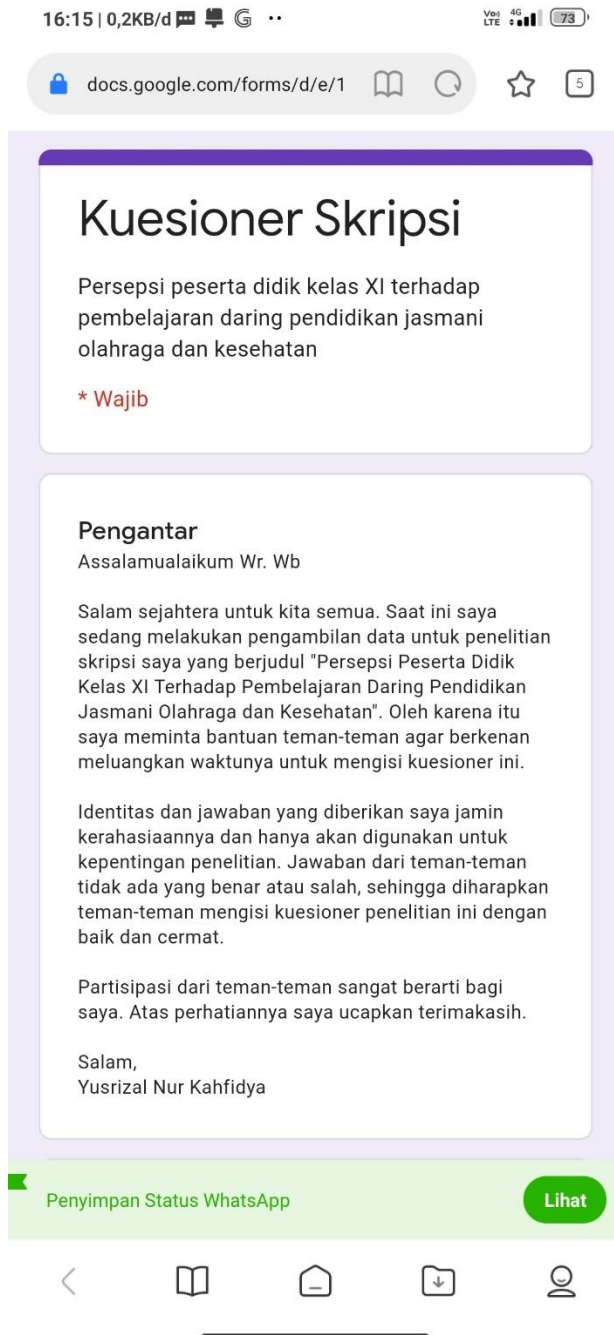 16:15 | 0,2KB/d
Vo) LTE 4G 73
docs.google.com/forms/d/e/1
5
Kuesioner Skripsi
Persepsi peserta didik kelas XI terhadap
pembelajaran daring pendidikan jasmani
olahraga dan kesehatan
* Wajib
Pengantar
Assalamualaikum Wr. Wb
Salam sejahtera untuk kita semua. Saat ini saya
sedang melakukan pengambilan data untuk penelitian
skripsi saya yang berjudul "Persepsi Peserta Didik
Kelas XI Terhadap Pembelajaran Daring Pendidikan
Jasmani Olahraga dan Kesehatan". Oleh karena itu
saya meminta bantuan teman-teman agar berkenan
meluangkan waktunya untuk mengisi kuesioner ini.
Identitas dan jawaban yang diberikan saya jamin
kerahasiaannya dan hanya akan digunakan untuk
kepentingan penelitian. Jawaban dari teman-teman
tidak ada yang benar atau salah, sehingga diharapkan
teman-teman mengisi kuesioner penelitian ini dengan
baik dan cermat.
Partisipasi dari teman-teman sangat berarti bagi
saya. Atas perhatiannya saya ucapkan terimakasih.
Salam,
Yusrizal Nur Kahfidya
Penyimpan Status WhatsApp
Lihat